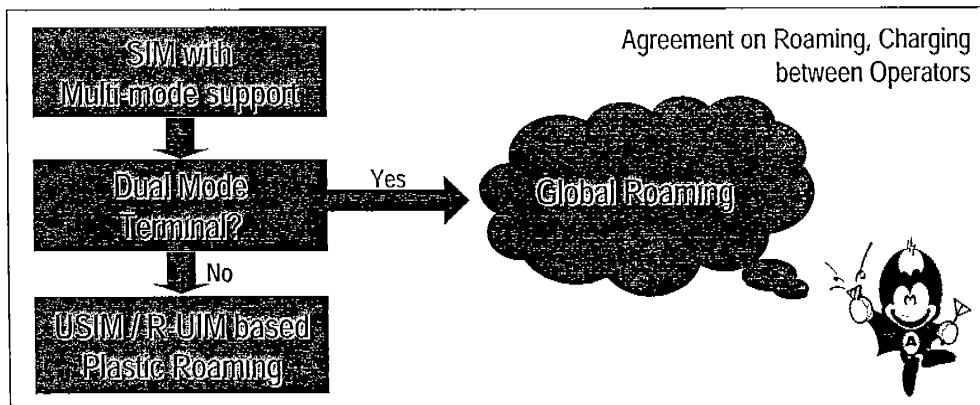 SIM with
Multi-mode support
Agreement on Roaming, Charging
between Operators
Dual Mode
Terminal?
Yes
Global Roaming
No
USIM / R-UIM based
Plastic Roaming
M
A